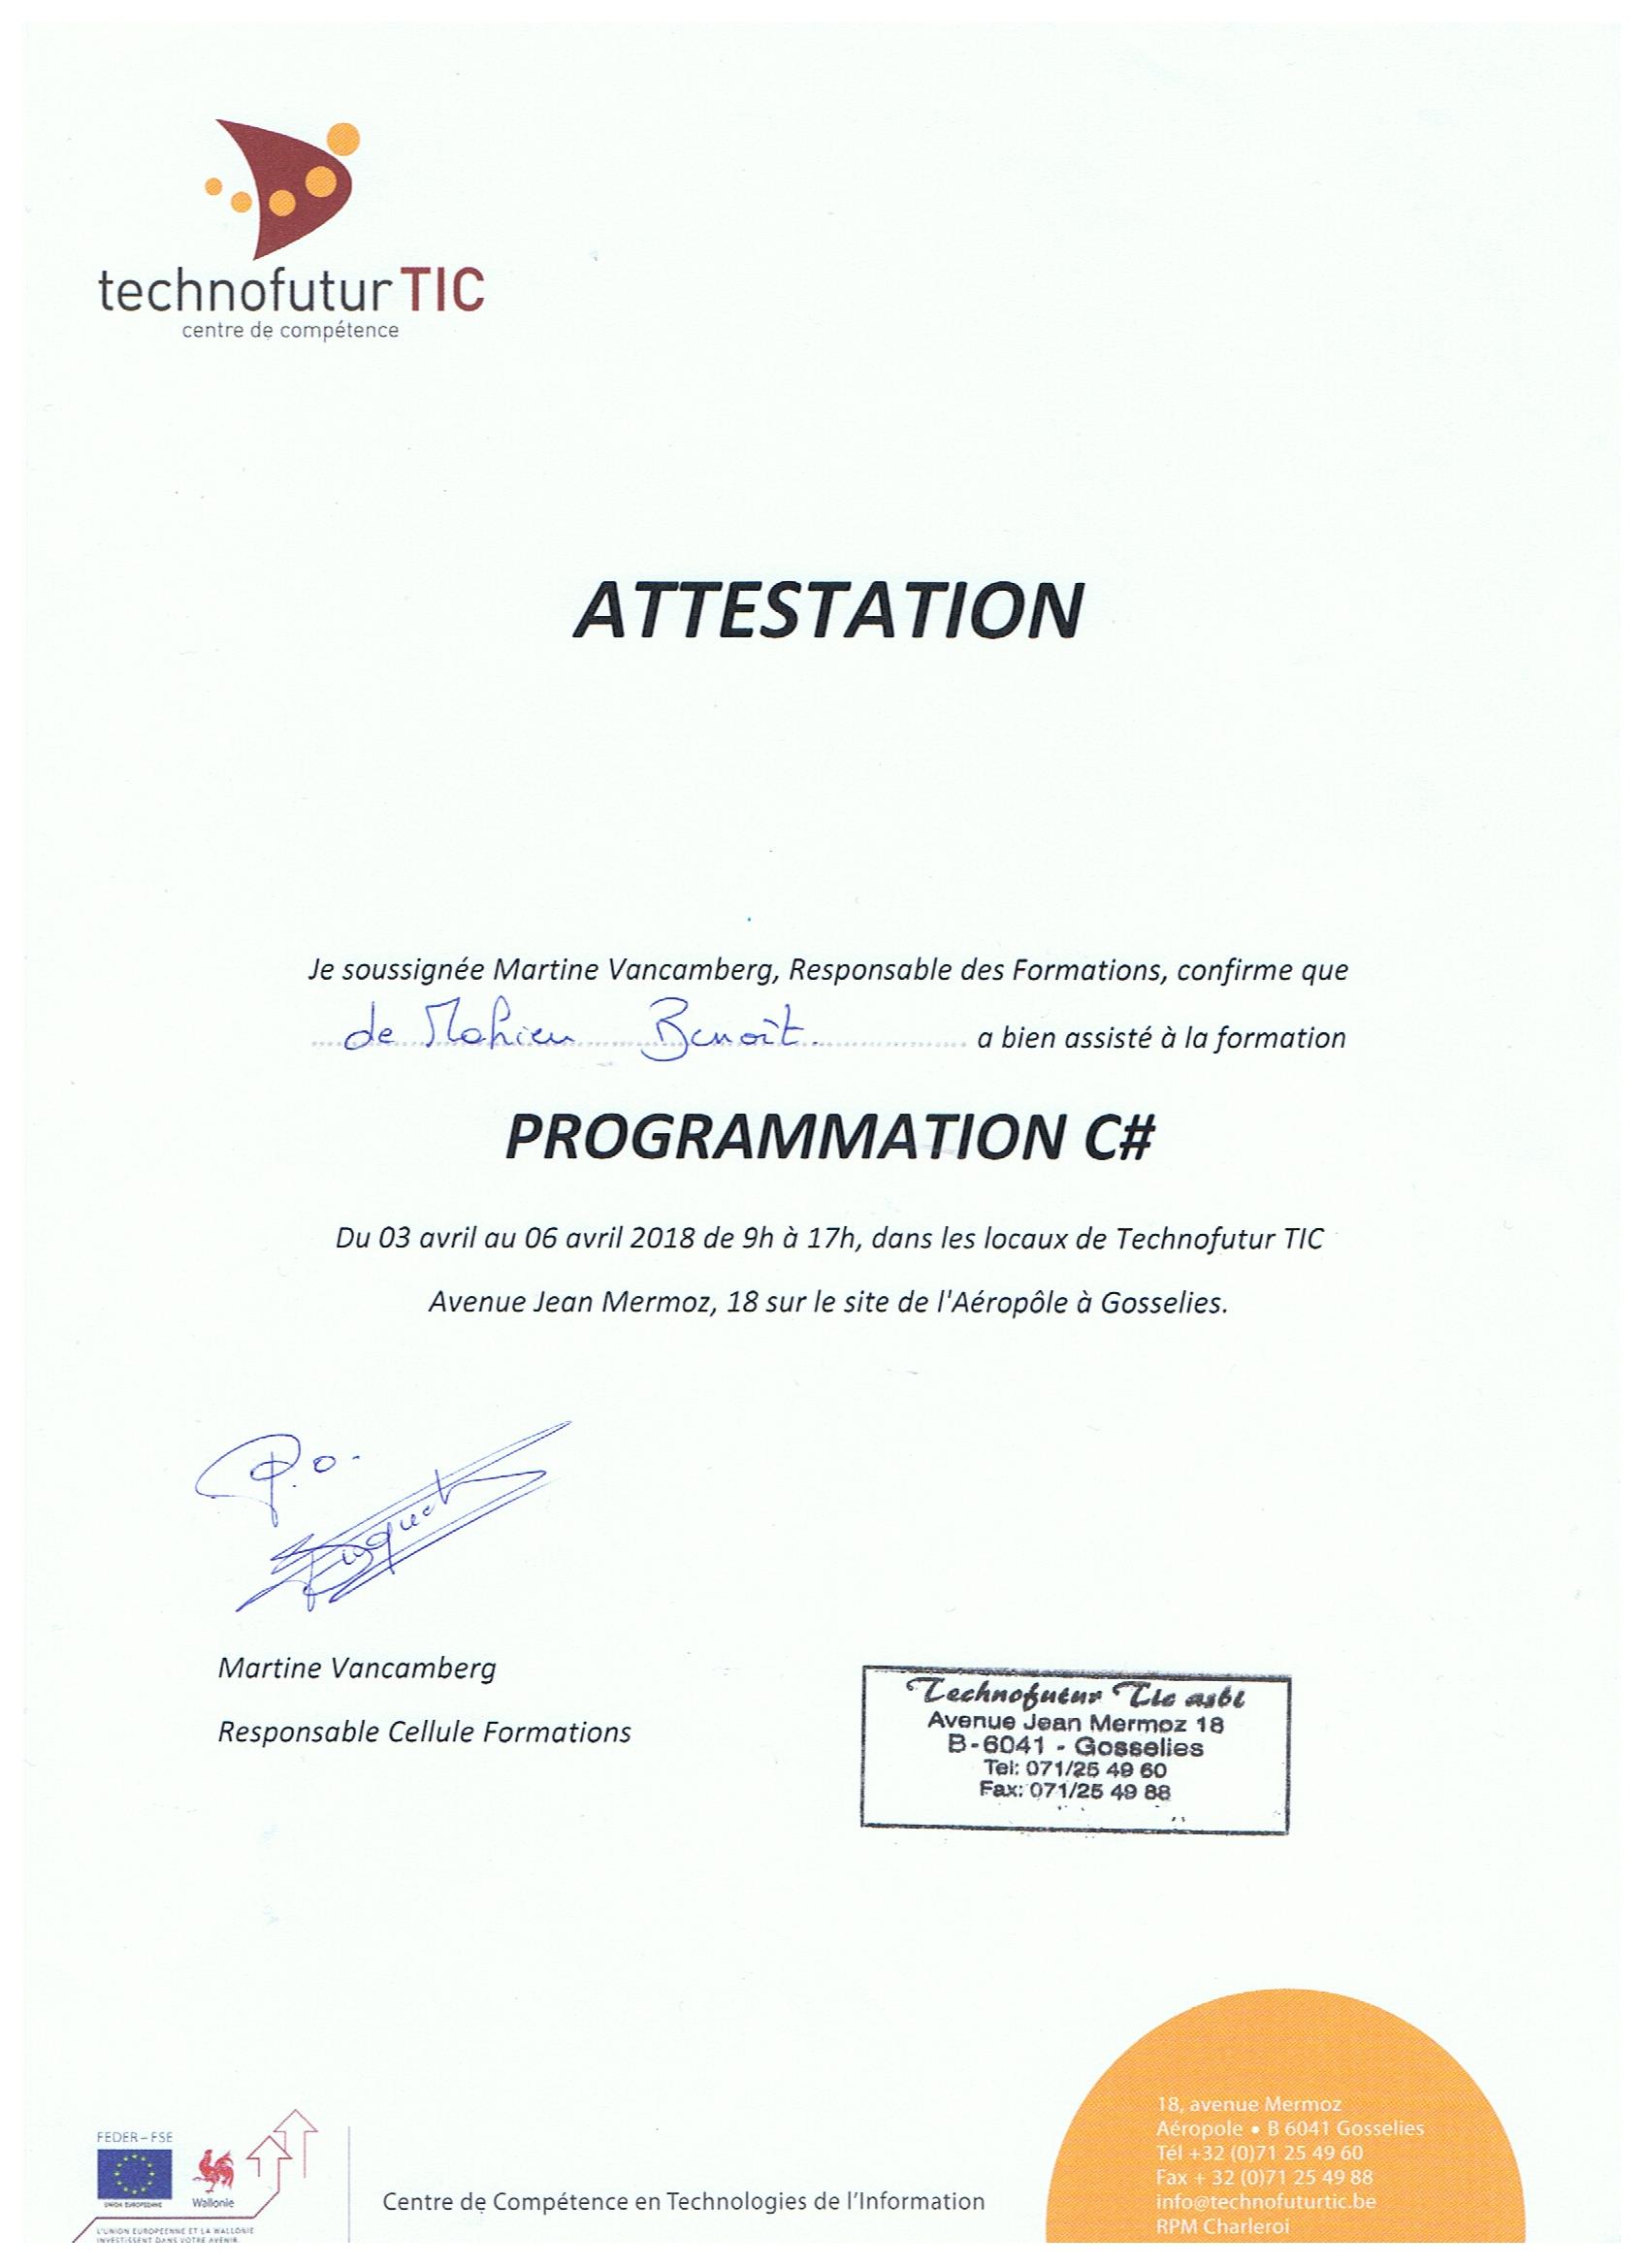 technofutur TIC
centre de compétence
ATTESTATION
Je soussignée Martine Vancamberg, Responsable des Formations, confirme que
de Mahieu Benoît. a bien assisté à la formation
PROGRAMMATION C#
Du 03 avril au 06 avril 2018 de 9h à 17h, dans les locaux de Technofutur TIC
Avenue Jean Mermoz, 18 sur le site de l'Aéropôle à Gosselies.
P.O.
Martine Vancamberg
Responsable Cellule Formations
Technofutur Tic asbl
Avenue Jean Mermoz 18
B-6041 - Gosselies
Tel: 071/25 49 60
Fax: 071/25 49 88
FEDER – FSE
UNION EUROPEENNE
Wallonie
L'UNION EUROPEENNE ET LA WALLONIE
INVESTISSENT DANS VOTRE AVENIR.
Centre de Compétence en Technologies de l'Information
18, avenue Mermoz
Aéropole • B 6041 Gosselies
Tél +32 (0)71 25 49 60
Fax + 32 (0)71 25 49 88
info@technofuturtic.be
RPM Charleroi